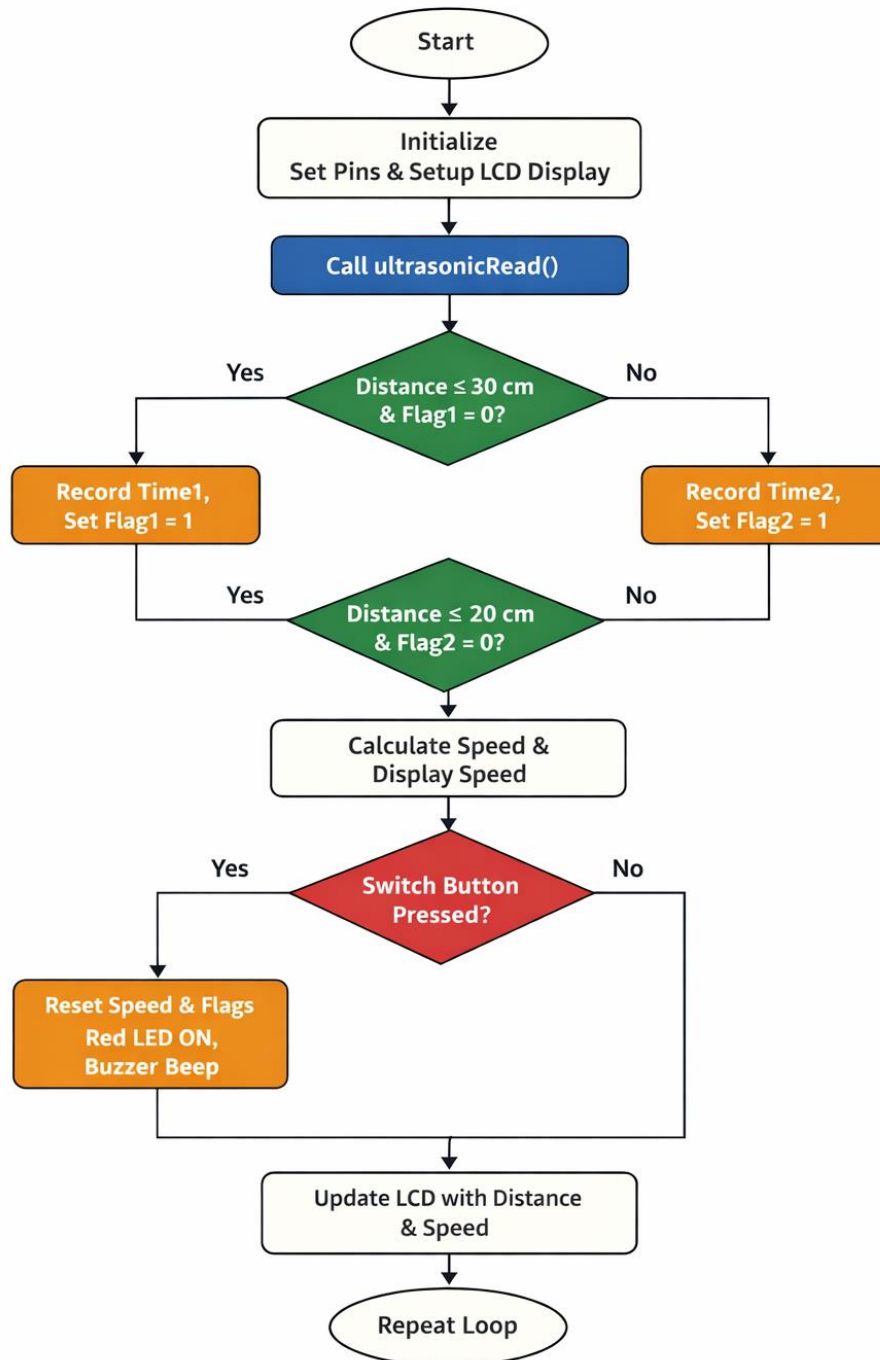 Start
Initialize
Set Pins & Setup LCD Display
Call ultrasonicRead()
Yes
No
Distance ≤ 30 cm
& Flag1 = 0?
Record Time1,
Set Flag1 = 1
Record Time2,
Set Flag2 = 1
Yes
No
Distance ≤ 20 cm
& Flag2 = 0?
Calculate Speed &
Display Speed
Yes
No
Switch Button
Pressed?
Reset Speed & Flags
Red LED ON,
Buzzer Beep
Update LCD with Distance
& Speed
Repeat Loop